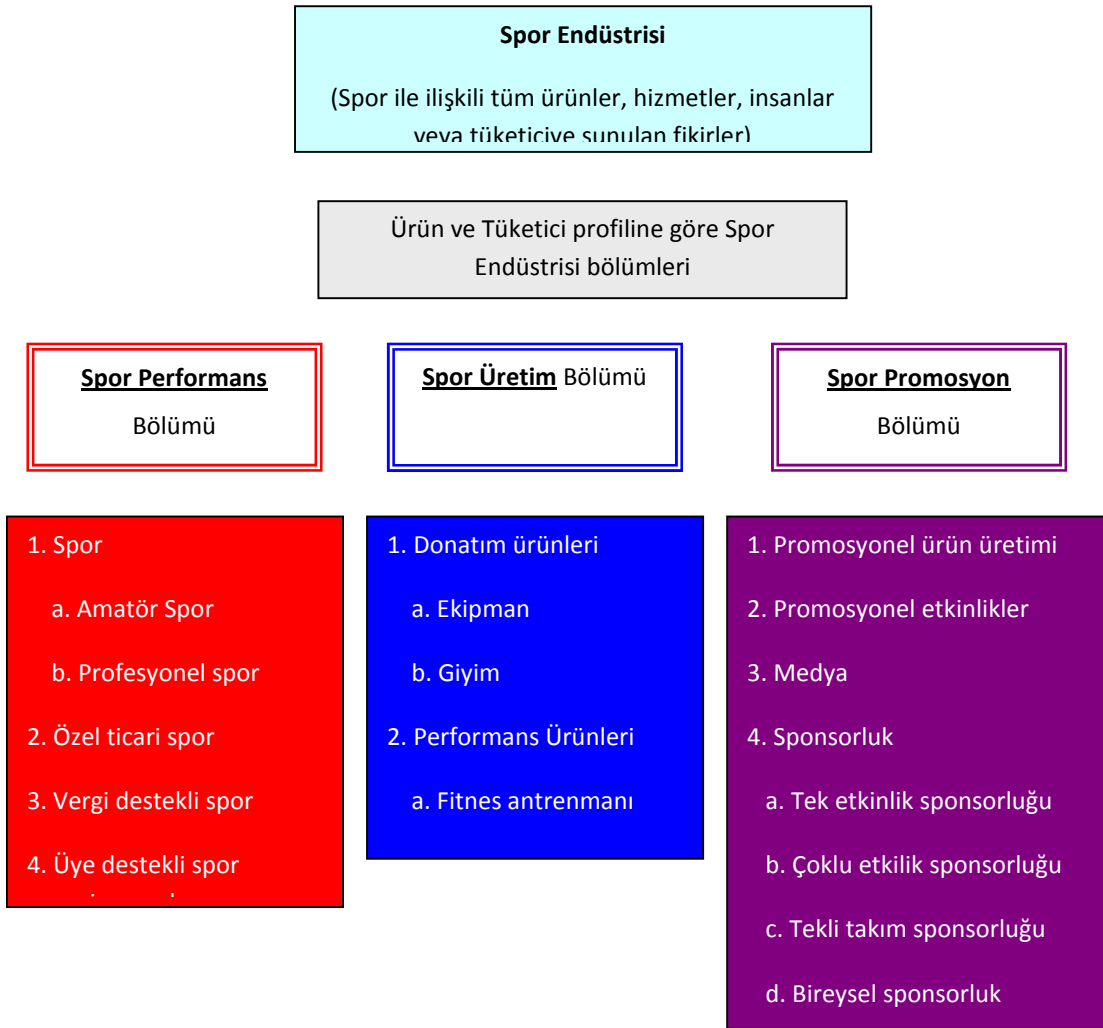 Spor Endüstrisi
(Spor ile ilişkili tüm ürünler, hizmetler, insanlar
veya tüketiciye sunulan fikirler)
Ürün ve Tüketici profiline göre Spor
Endüstrisi bölümleri
Spor Performans
Bölümü
Spor Üretim Bölümü
Spor Promosyon
Bölümü
1. Spor
a. Amatör Spor
b. Profesyonel spor
2. Özel ticari spor
3. Vergi destekli spor
4. Üye destekli spor
1. Donatım ürünleri
a. Ekipman
b. Giyim
2. Performans Ürünleri
a. Fitnes antrenmanı
1. Promosyonel ürün üretimi
2. Promosyonel etkinlikler
3. Medya
4. Sponsorluk
a. Tek etkinlik sponsorluğu
b. Çoklu etkilik sponsorluğu
c. Tekli takım sponsorluğu
d. Bireysel sponsorluk